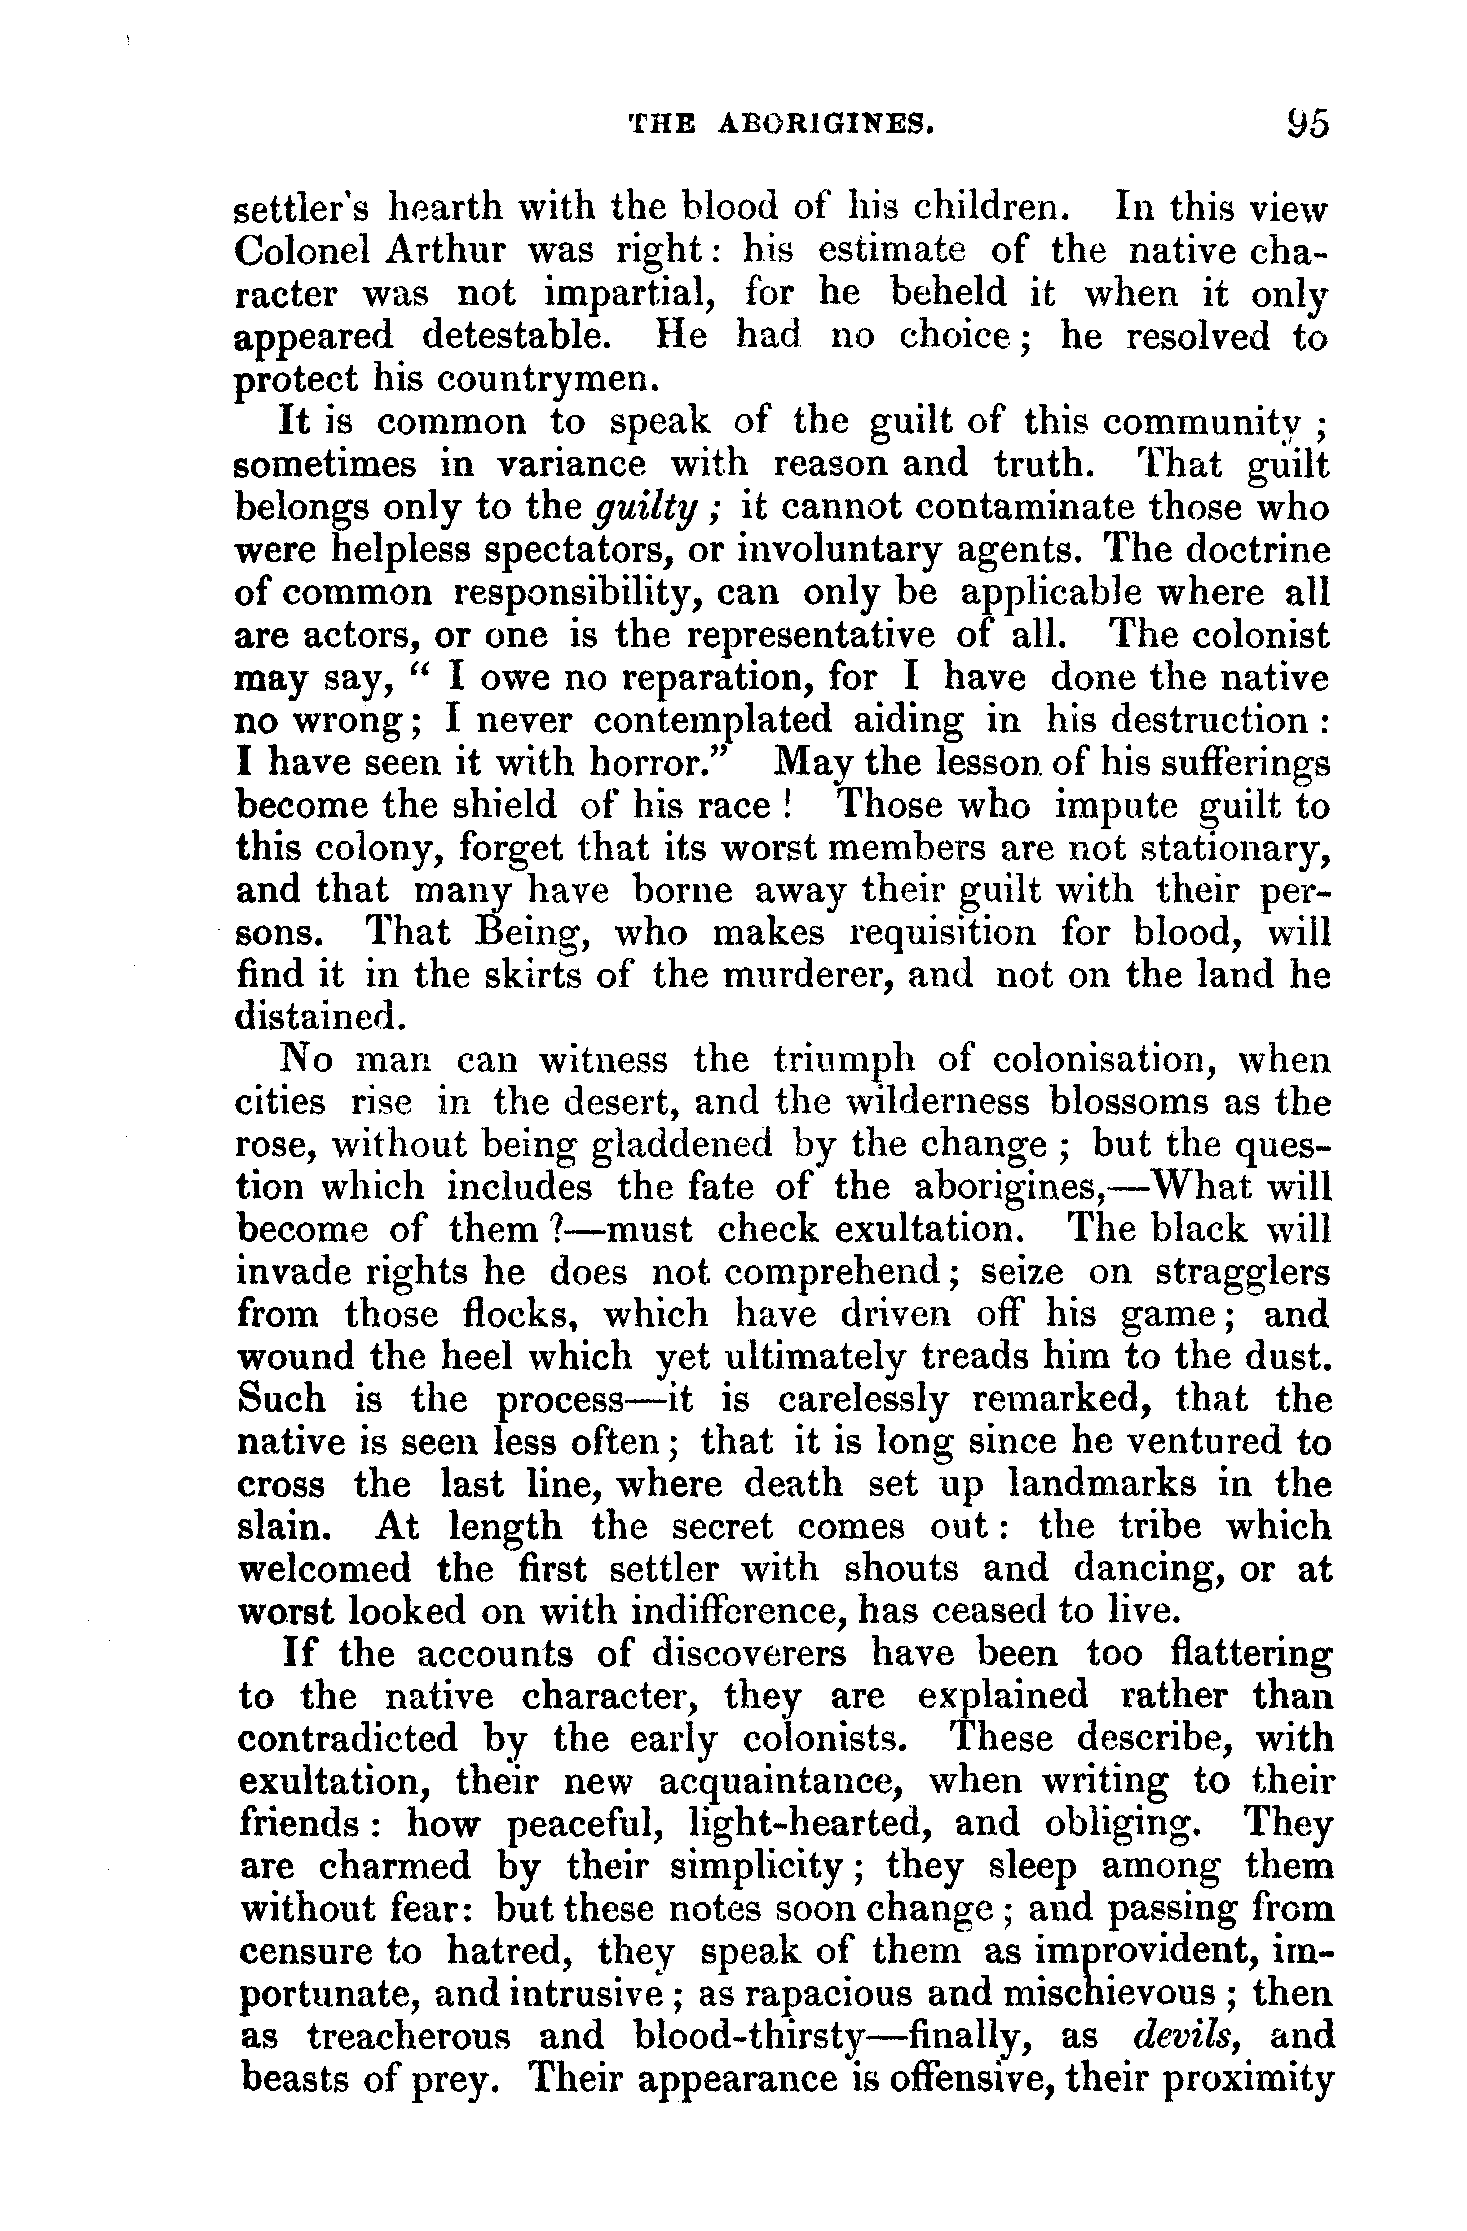 THE ABORIGINES. 95
settler's hearth with the blood of his children. In this view
Colonel Arthur was right: his estimate of the native cha-
racter was not impartial, for he beheld it when it only
appeared detestable. He had no choice; he resolved to
protect his countrymen.
It is common to speak of the guilt of this community;
sometimes in variance with reason and truth. That guilt
belongs only to the guilty; it cannot contaminate those who
were helpless spectators, or involuntary agents. The doctrine
of common responsibility, can only be applicable where all
are actors, or one is the representative of all. The colonist
may say, “ I owe no reparation, for I have done the native
no wrong; I never contemplated aiding in his destruction:
I have seen it with horror.” May the lesson of his sufferings
become the shield of his race! Those who impute guilt to
this colony, forget that its worst members are not stationary,
and that many have borne away their guilt with their per-
sons. That Being, who makes requisition for blood, will
find it in the skirts of the murderer, and not on the land he
distained.
No man can witness the triumph of colonisation, when
cities rise in the desert, and the wilderness blossoms as the
rose, without being gladdened by the change; but the ques-
tion which includes the fate of the aborigines,—What will
become of them?—must check exultation. The black will
invade rights he does not comprehend; seize on stragglers
from those flocks, which have driven off his game; and
wound the heel which yet ultimately treads him to the dust.
Such is the process—it is carelessly remarked, that the
native is seen less often; that it is long since he ventured to
cross the last line, where death set up landmarks in the
slain. At length the secret comes out: the tribe which
welcomed the first settler with shouts and dancing, or at
worst looked on with indifference, has ceased to live.
If the accounts of discoverers have been too flattering
to the native character, they are explained rather than
contradicted by the early colonists. These describe, with
exultation, their new acquaintance, when writing to their
friends: how peaceful, light-hearted, and obliging. They
are charmed by their simplicity; they sleep among them
without fear: but these notes soon change; and passing from
censure to hatred, they speak of them as improvident, im-
portunate, and intrusive; as rapacious and mischievous; then
as treacherous and blood-thirsty—finally, as devils, and
beasts of prey. Their appearance is offensive, their proximity